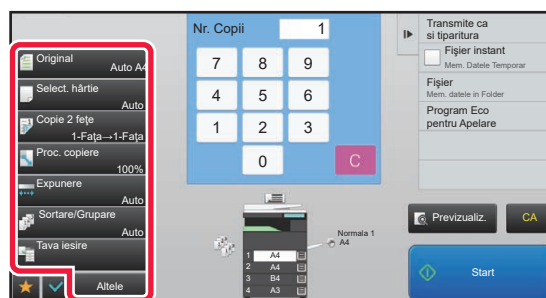 Original
Auto A4
Select. hârtie
Auto
Copie 2 feţe
1-Faţa→1-Faţa
Proc. copiere
100%
Expunere
Auto
Sortare/Grupare
Auto
Tava iesire
Altele
Nr. Copii
1
7 8 9
4 5 6
1 2 3
0 C
Normala 1
A4
1 A4
2 A4
3 B4
4 A3
Transmite ca
si tiparitura
Fişier instant
Mem. Datele Temporar
Fişier
Mem. datele in Folder
Program Eco
pentru Apelare
Previzualiz.
CA
Start